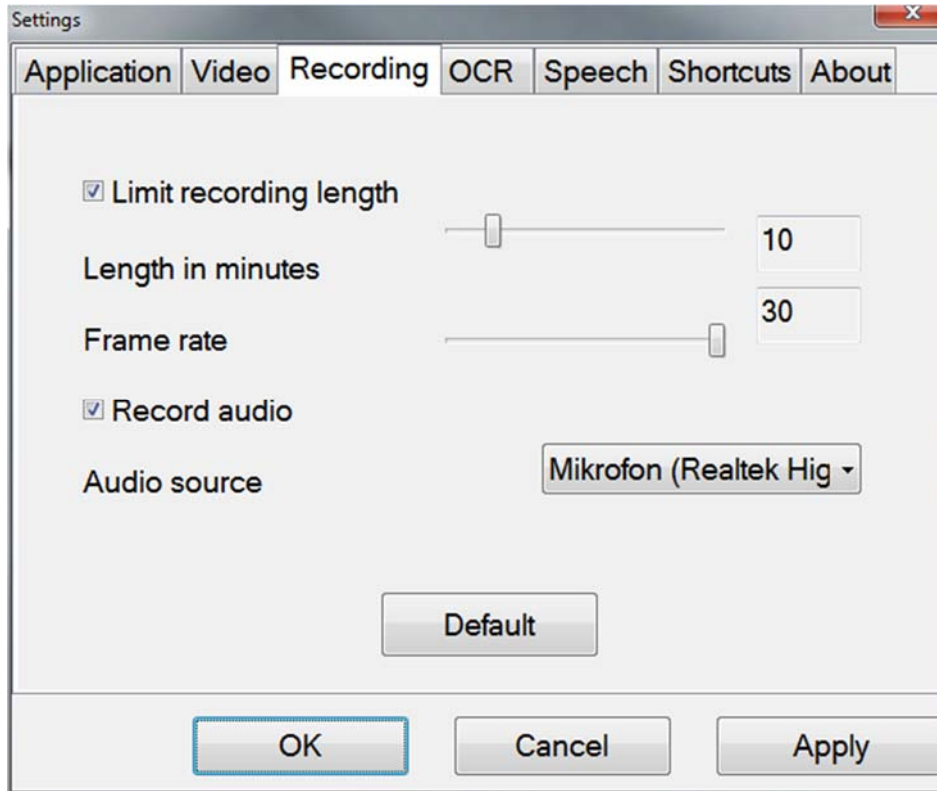 Settings
Application Video Recording OCR Speech Shortcuts About
Limit recording length
Length in minutes 10
Frame rate 30
Record audio
Audio source Mikrofon (Realtek Hig
Default
OK Cancel Apply